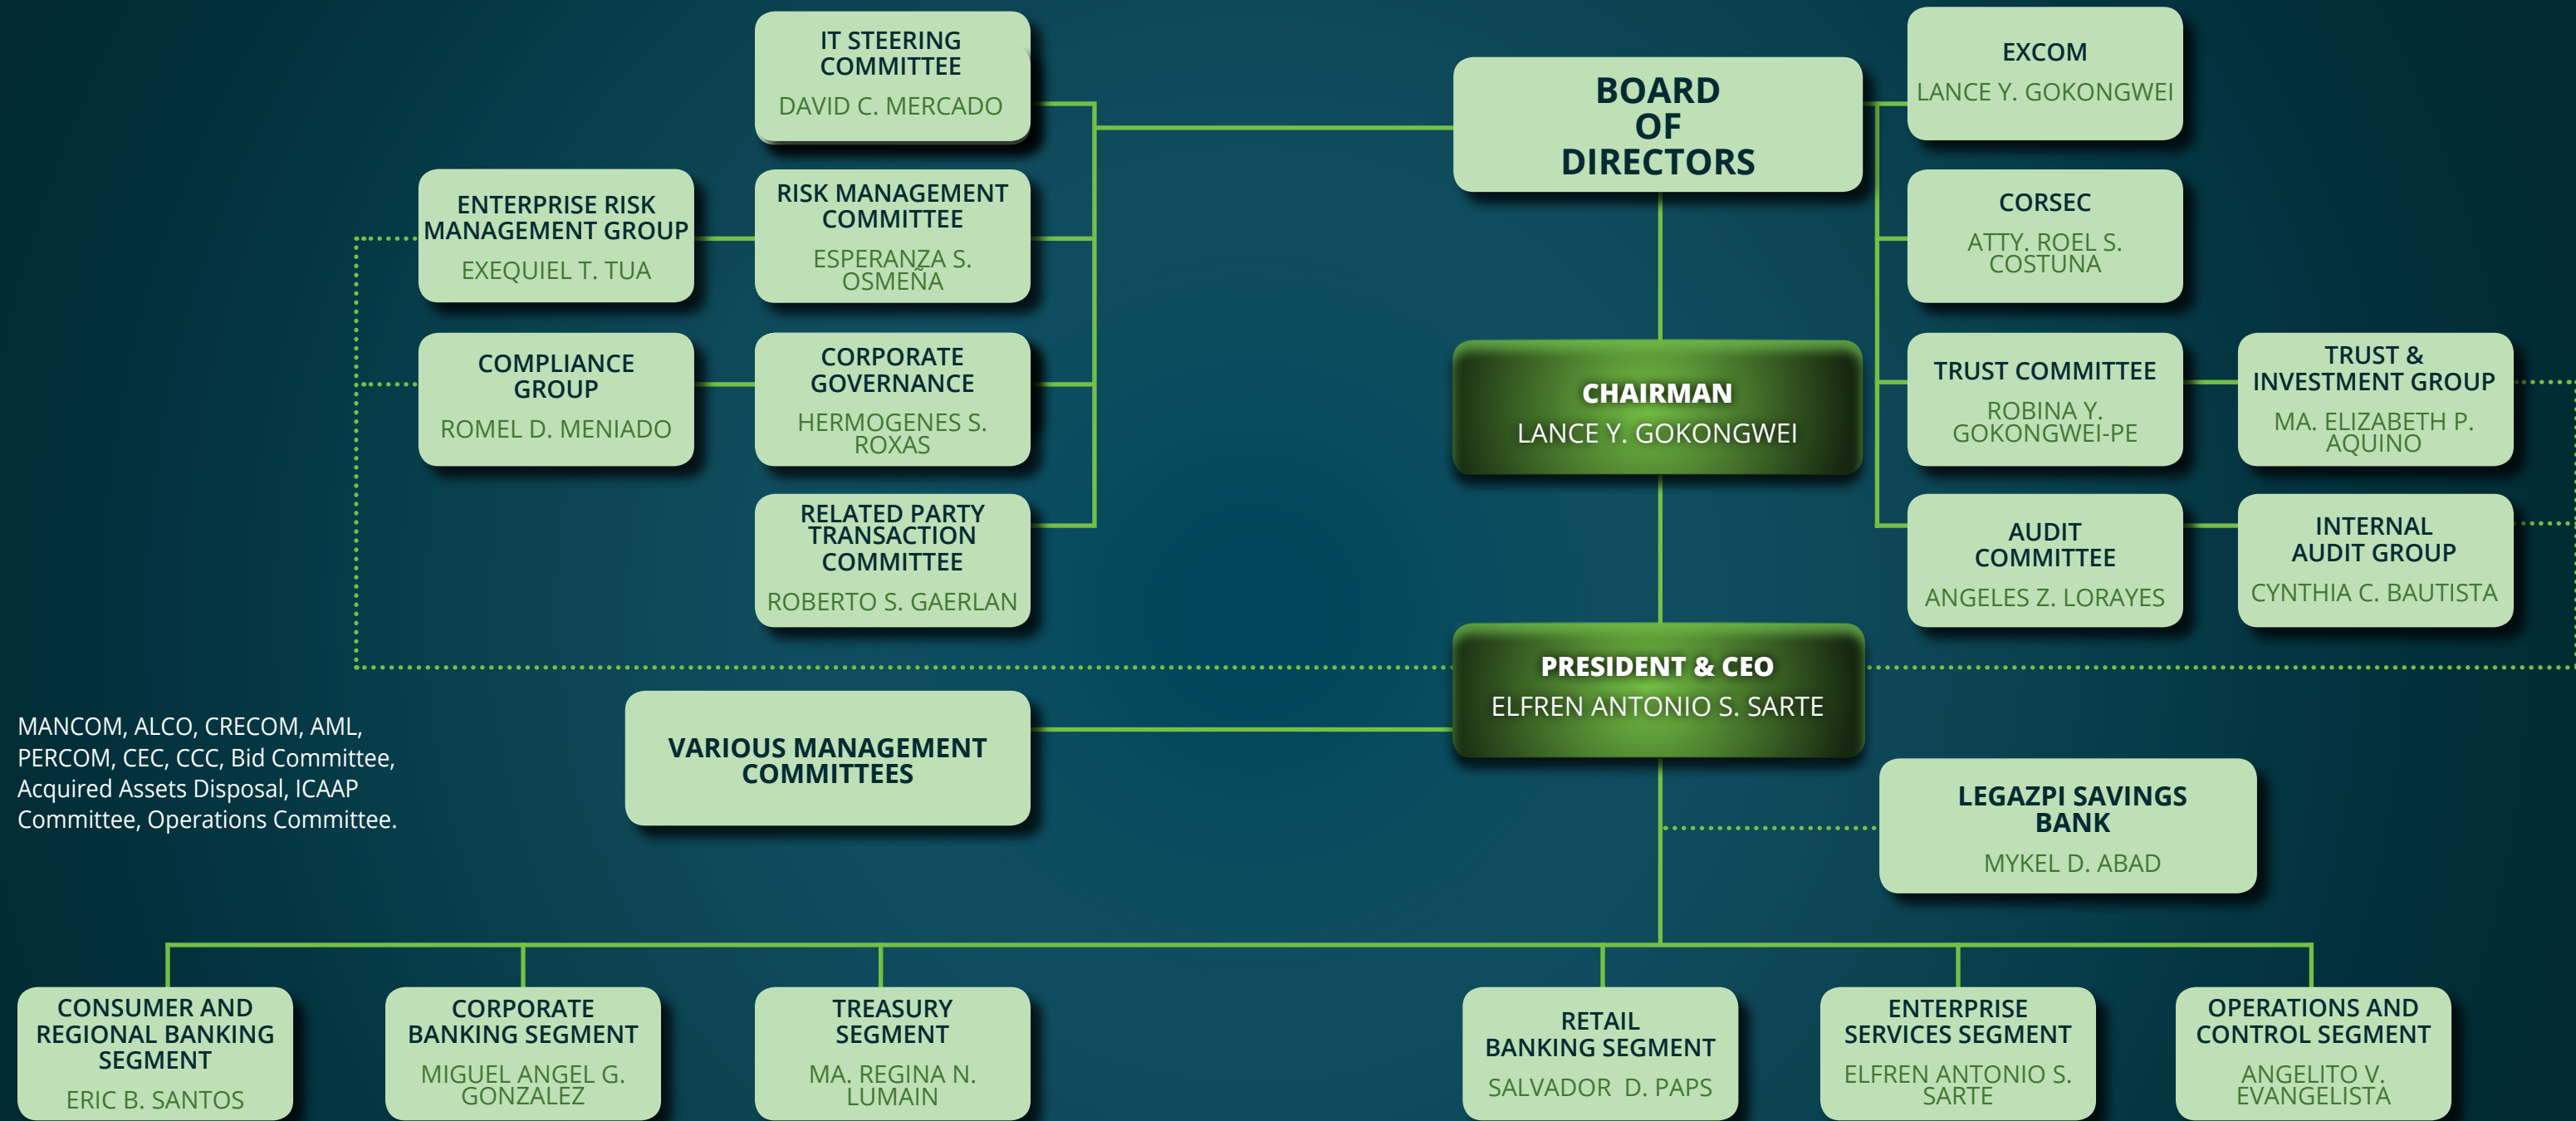 IT STEERING
COMMITTEE
DAVID C. MERCADO
BOARD
OF
DIRECTORS
EXCOM
LANCE Y. GOKONGWEI
ENTERPRISE RISK
MANAGEMENT GROUP
EXEQUIEL T. TUA
RISK MANAGEMENT
COMMITTEE
ESPERANZA S.
OSMEÑA
CORSEC
ATTY. ROEL S.
COSTUNA
COMPLIANCE
GROUP
ROMEL D. MENIADO
CORPORATE
GOVERNANCE
HERMOGENES S.
ROXAS
CHAIRMAN
LANCE Y. GOKONGWEI
TRUST COMMITTEE
ROBINA Y.
GOKONGWEI-PE
TRUST &
INVESTMENT GROUP
MA. ELIZABETH P.
AQUINO
RELATED PARTY
TRANSACTION
COMMITTEE
ROBERTO S. GAERLAN
AUDIT
COMMITTEE
ANGELES Z. LORAYES
INTERNAL
AUDIT GROUP
CYNTHIA C. BAUTISTA
PRESIDENT & CEO
ELFREN ANTONIO S. SARTE
MANCOM, ALCO, CRECOM, AML,
PERCOM, CEC, CCC, Bid Committee,
Acquired Assets Disposal, ICAAP
Committee, Operations Committee.
VARIOUS MANAGEMENT
COMMITTEES
LEGAZPI SAVINGS
BANK
MYKEL D. ABAD
CONSUMER AND
REGIONAL BANKING
SEGMENT
ERIC B. SANTOS
CORPORATE
BANKING SEGMENT
MIGUEL ANGEL G.
GONZALEZ
TREASURY
SEGMENT
MA. REGINA N.
LUMAIN
RETAIL
BANKING SEGMENT
SALVADOR D. PAPS
ENTERPRISE
SERVICES SEGMENT
ELFREN ANTONIO S.
SARTE
OPERATIONS AND
CONTROL SEGMENT
ANGELITO V.
EVANGELISTA